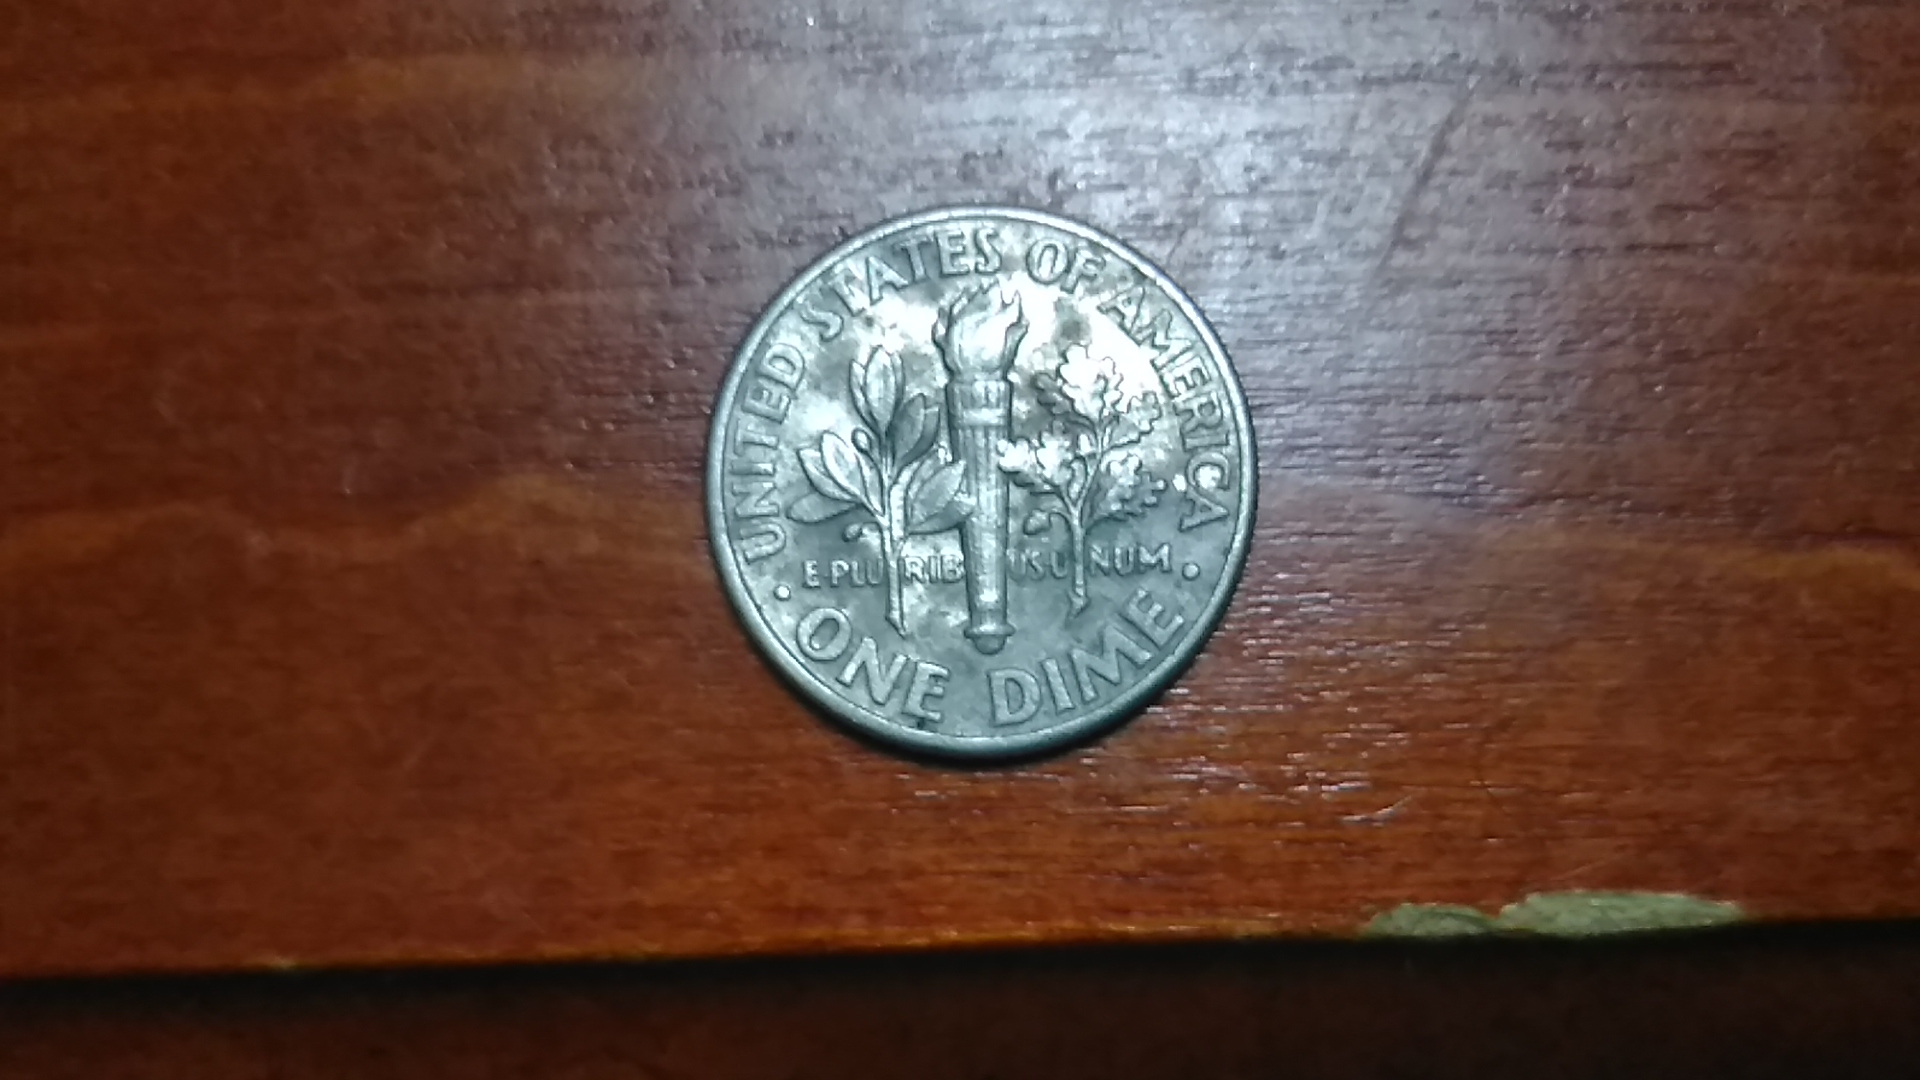 UNITED STATES OF AMERICA
E PLURIBUS UNUM
· ONE DIME ·